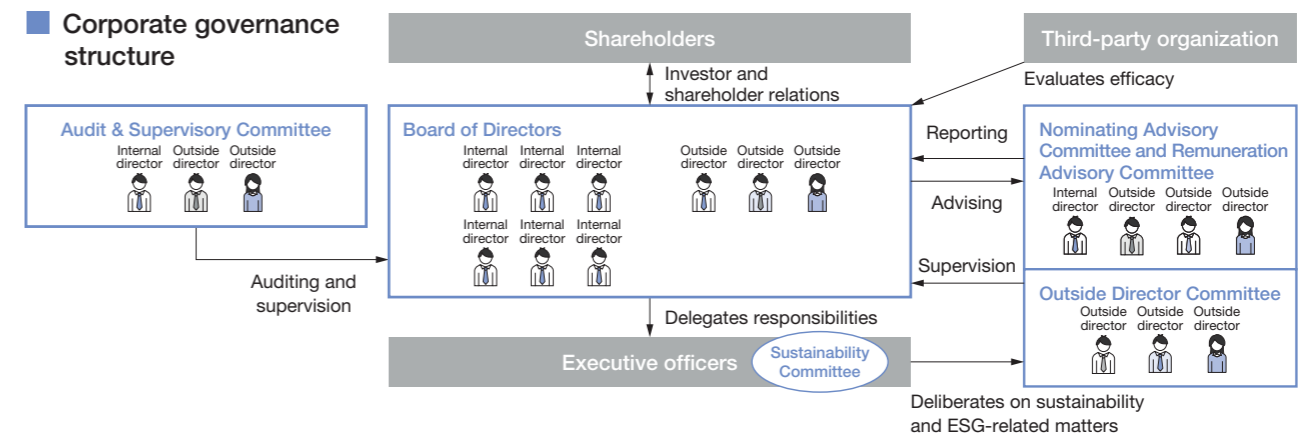 Corporate governance
structure
Shareholders
Third-party organization
Investor and
shareholder relations
Evaluates efficacy
Audit & Supervisory Committee
Internal director
Outside director
Outside director
Board of Directors
Internal director
Internal director
Internal director
Outside director
Outside director
Outside director
Internal director
Internal director
Internal director
Reporting
Advising
Nominating Advisory
Committee and Remuneration
Advisory Committee
Internal director
Outside director
Outside director
Outside director
Auditing and
supervision
Supervision
Outside Director Committee
Outside director
Outside director
Outside director
Delegates responsibilities
Executive officers
Sustainability
Committee
Deliberates on sustainability
and ESG-related matters